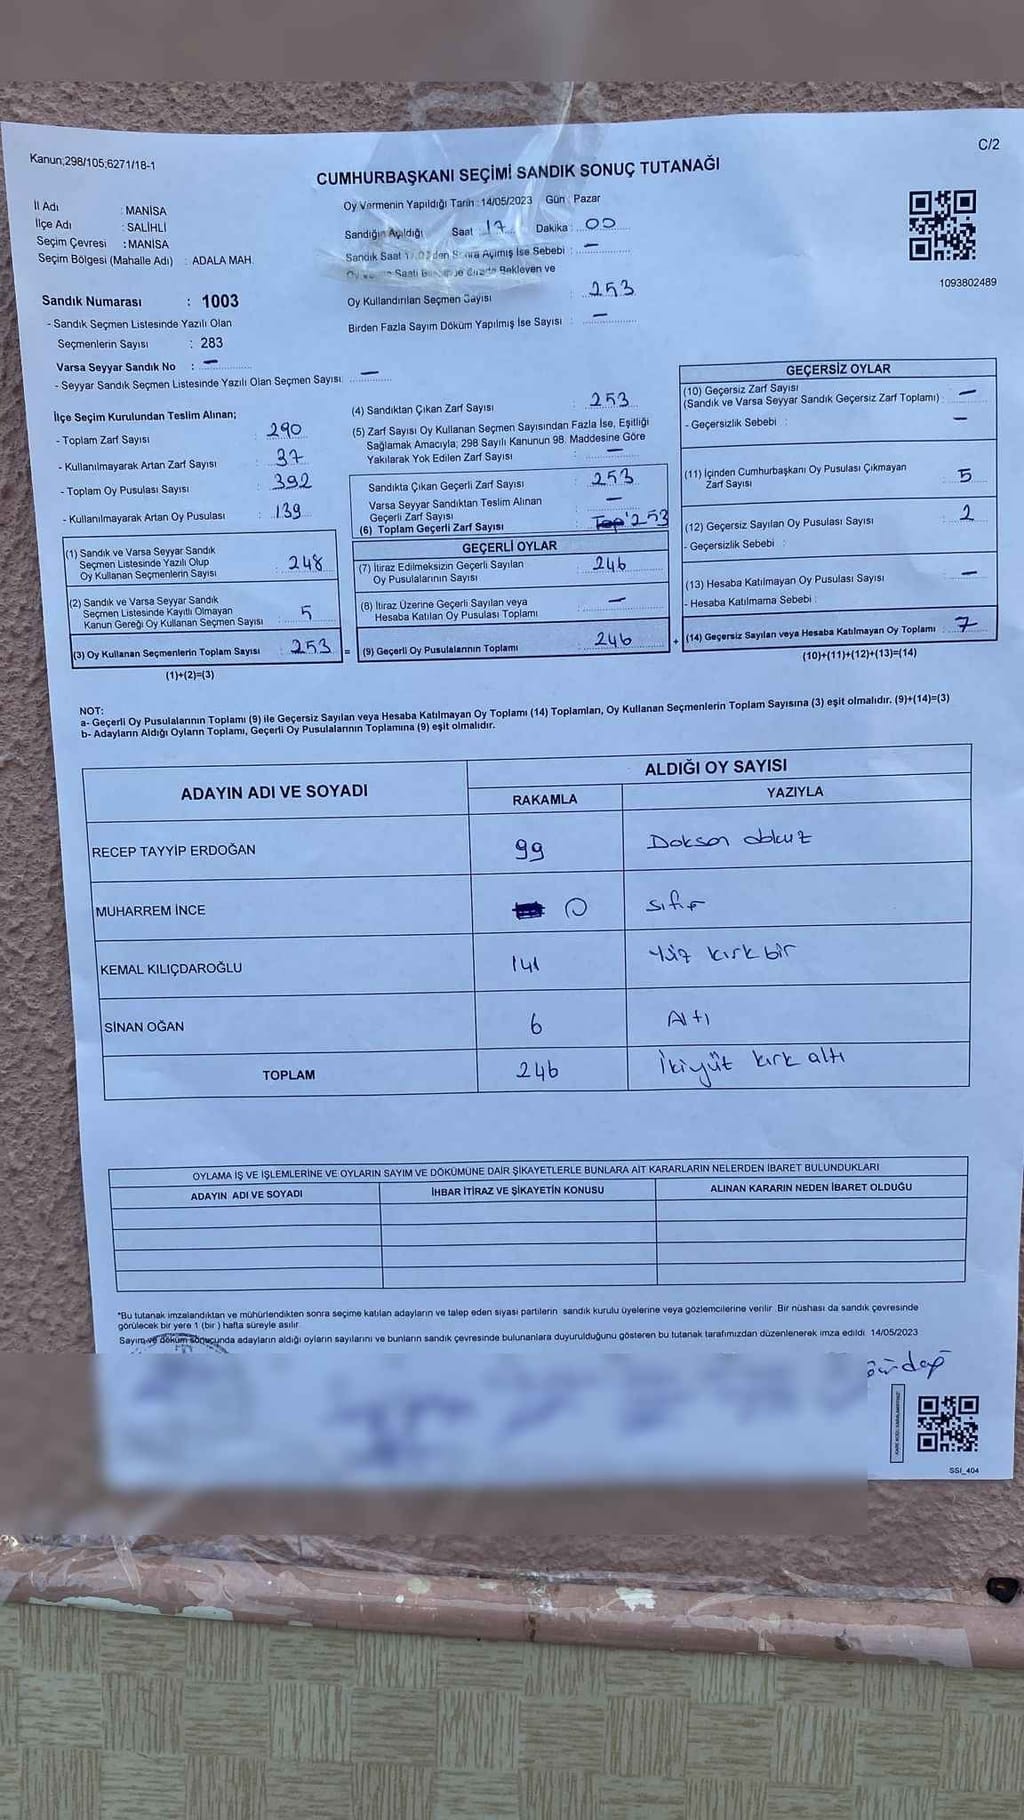 C/2
Kanun;298/105;6271/18-1
CUMHURBAŞKANI SEÇİMİ SANDIK SONUÇ TUTANAĞI
İl Adı : MANİSA
İlçe Adı : SALİHLİ
Seçim Çevresi : MANİSA
Seçim Bölgesi (Mahalle Adı) : ADALA MAH.
Sandık Numarası : 1003
- Sandık Seçmen Listesinde Yazılı Olan
Seçmenlerin Sayısı : 283
Varsa Seyyar Sandık No : —
- Seyyar Sandık Seçmen Listesinde Yazılı Olan Seçmen Sayısı: —
Oy Vermenin Yapıldığı Tarih : 14/05/2023 Gün : Pazar
Sandığın Açıldığı Saat : 17 Dakika : 00
Sandık Saat 17.00'den Sonra Açılmış İse Sebebi : —
Oy Saati Bekleyen ve
Oy Kullandırılan Seçmen Sayısı : 253
Birden Fazla Sayım Döküm Yapılmış İse Sayısı : —
1093802489
İlçe Seçim Kurulundan Teslim Alınan;
- Toplam Zarf Sayısı : 290
- Kullanılmayarak Artan Zarf Sayısı : 37
- Toplam Oy Pusulası Sayısı : 392
- Kullanılmayarak Artan Oy Pusulası : 139
(1) Sandık ve Varsa Seyyar Sandık
Seçmen Listesinde Yazılı Olup
Oy Kullanan Seçmenlerin Sayısı : 248
(2) Sandık ve Varsa Seyyar Sandık
Seçmen Listesinde Kayıtlı Olmayan
Kanun Gereği Oy Kullanan Seçmen Sayısı : 5
(3) Oy Kullanan Seçmenlerin Toplam Sayısı : 253 =
(1)+(2)=(3)
(4) Sandıktan Çıkan Zarf Sayısı : 253
(5) Zarf Sayısı Oy Kullanan Seçmen Sayısından Fazla İse, Eşitliği
Sağlamak Amacıyla; 298 Sayılı Kanunun 98. Maddesine Göre
Yakılarak Yok Edilen Zarf Sayısı : —
Sandıkta Çıkan Geçerli Zarf Sayısı : 253
Varsa Seyyar Sandıktan Teslim Alınan
Geçerli Zarf Sayısı : —
(6) Toplam Geçerli Zarf Sayısı : 253
GEÇERLİ OYLAR
(7) İtiraz Edilmeksizin Geçerli Sayılan
Oy Pusulalarının Sayısı : 246
(8) İtiraz Üzerine Geçerli Sayılan veya
Hesaba Katılan Oy Pusulası Toplamı : —
(9) Geçerli Oy Pusulalarının Toplamı : 246 +
GEÇERSİZ OYLAR
(10) Geçersiz Zarf Sayısı
(Sandık ve Varsa Seyyar Sandık Geçersiz Zarf Toplamı) : —
- Geçersizlik Sebebi : —
(11) İçinden Cumhurbaşkanı Oy Pusulası Çıkmayan
Zarf Sayısı : 5
(12) Geçersiz Sayılan Oy Pusulası Sayısı : 2
- Geçersizlik Sebebi :
(13) Hesaba Katılmayan Oy Pusulası Sayısı : —
- Hesaba Katılmama Sebebi :
(14) Geçersiz Sayılan veya Hesaba Katılmayan Oy Toplamı : 7
(10)+(11)+(12)+(13)=(14)
NOT:
a- Geçerli Oy Pusulalarının Toplamı (9) ile Geçersiz Sayılan veya Hesaba Katılmayan Oy Toplamı (14) Toplamları, Oy Kullanan Seçmenlerin Toplam Sayısına (3) eşit olmalıdır. (9)+(14)=(3)
b- Adayların Aldığı Oyların Toplamı, Geçerli Oy Pusulalarının Toplamına (9) eşit olmalıdır.
ADAYIN ADI VE SOYADI
ALDIĞI OY SAYISI
RAKAMLA YAZIYLA
RECEP TAYYİP ERDOĞAN 99 Doksan dokuz
MUHARREM İNCE 0 sıfır
KEMAL KILIÇDAROĞLU 141 Yüz kırk bir
SİNAN OĞAN 6 Altı
TOPLAM 246 İkiyüt kırk altı
OYLAMA İŞ VE İŞLEMLERİNE VE OYLARIN SAYIM VE DÖKÜMÜNE DAİR ŞİKAYETLERLE BUNLARA AİT KARARLARIN NELERDEN İBARET BULUNDUKLARI
ADAYIN ADI VE SOYADI İHBAR İTİRAZ VE ŞİKAYETİN KONUSU ALINAN KARARIN NEDEN İBARET OLDUĞU
*Bu tutanak imzalandıktan ve mühürlendikten sonra seçime katılan adayların ve talep eden siyasi partilerin sandık kurulu üyelerine veya gözlemcilerine verilir. Bir nüshası da sandık çevresinde
görülecek bir yere 1 (bir ) hafta süreyle asılır.
Sayım ve döküm sonucunda adayların aldığı oyların sayılarını ve bunların sandık çevresinde bulunanlara duyurulduğunu gösteren bu tutanak tarafımızdan düzenlenerek imza edildi. 14/05/2023
SSI_404